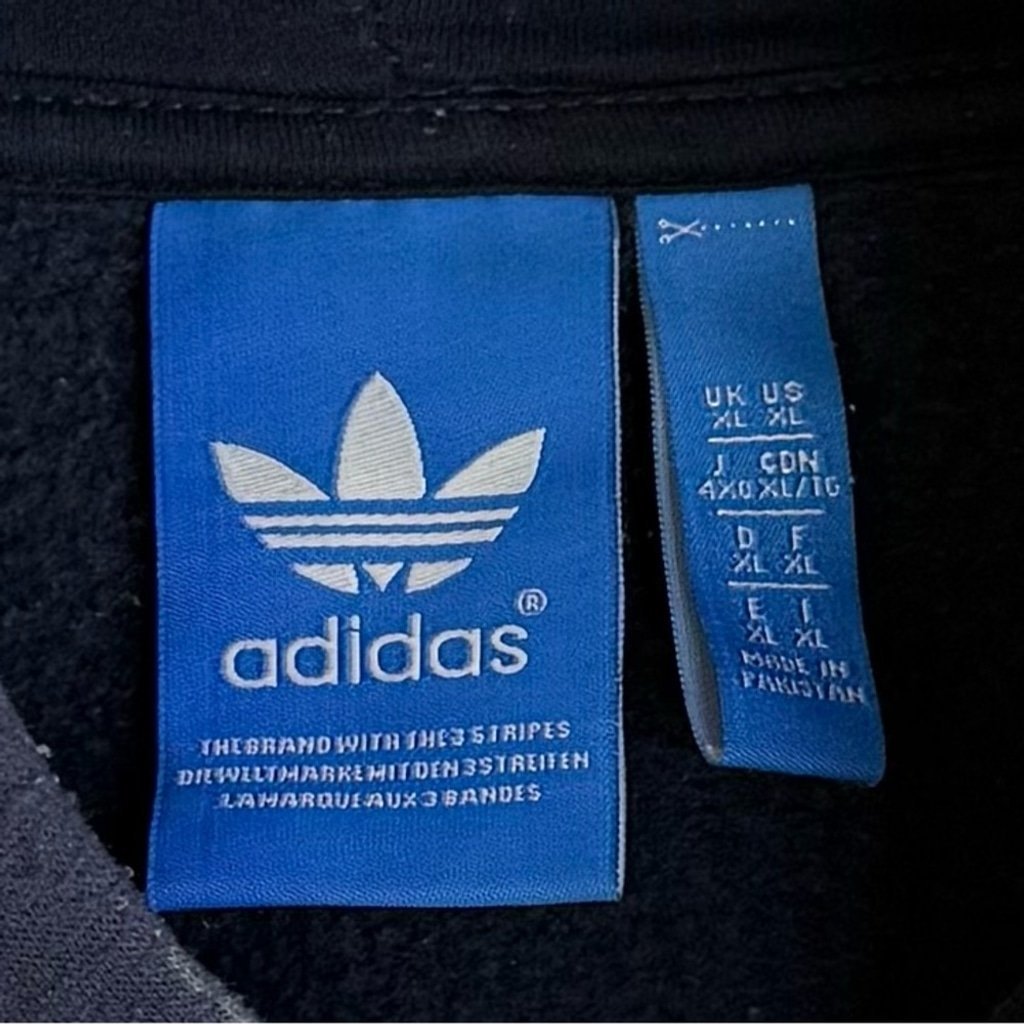 adidas®
THE BRAND WITH THE 3 STRIPES
DIE WELTMARKE MIT DEN 3 STREIFEN
LA MARQUE AUX 3 BANDES
UK US
XL XL
J CDN
4XO XL/TG
D F
XL XL
E I
XL XL
MADE IN
PAKISTAN